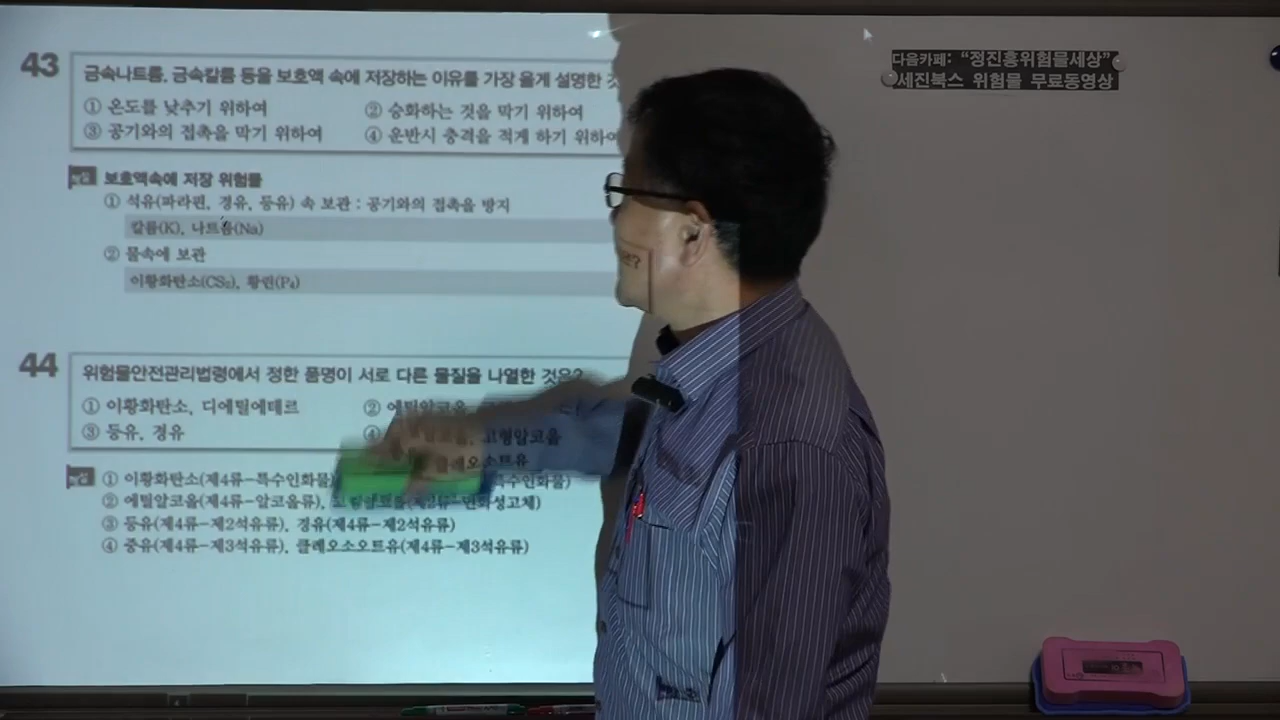 다음카페: "정진홍위험물세상"
세진북스 위험물 무료동영상
43
금속나트륨, 금속칼륨 등을 보호액 속에 저장하는 이유를 가장 옳게 설명한
① 온도를 낮추기 위하여 ② 승화하는 것을 막기 위하여
③ 공기와의 접촉을 막기 위하여 ④ 운반시 충격을 적게 하기 위하여
보호액속에 저장 위험물
① 석유(파라핀, 경유, 등유) 속 보관 : 공기와의 접촉을 방지
칼륨(K), 나트륨(Na)
② 물속에 보관
이황화탄소(CS₂), 황린(P₄)
44
위험물안전관리법령에서 정한 품명이 서로 다른 물질을 나열한 것은?
① 이황화탄소, 디에틸에테르 ② 에틸알코올,
③ 등유, 경유 ④
① 이황화탄소(제4류-특수인화물) 특수인화물)
② 에틸알코올(제4류-알코올류),
③ 등유(제4류-제2석유류), 경유(제4류-제2석유류)
④ 중유(제4류-제3석유류), 클레오소오트유(제4류-제3석유류)